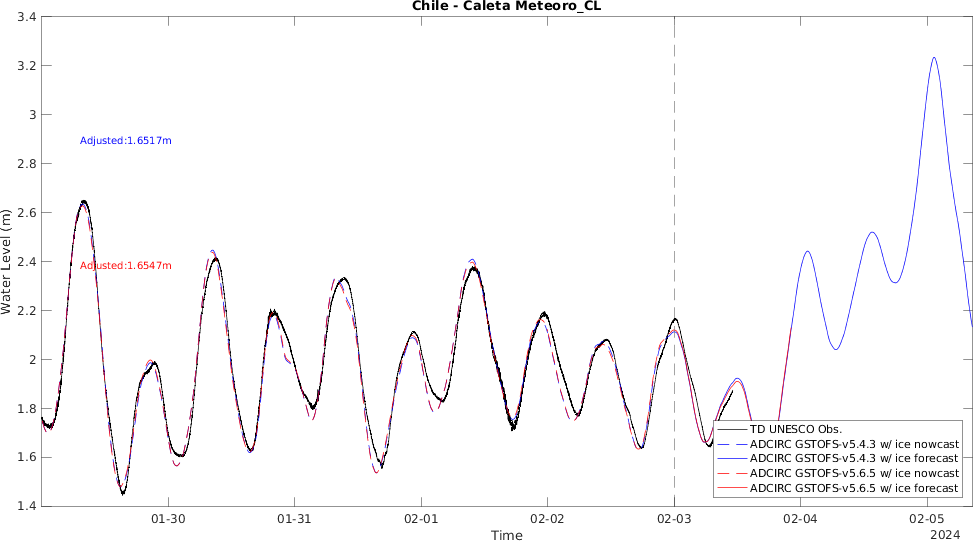 Chile - Caleta Meteoro_CL
3.4
3.2
3
2.8
2.6
2.4
2.2
2
1.8
1.6
1.4
Water Level (m)
Adjusted:1.6517m
Adjusted:1.6547m
TD UNESCO Obs.
ADCIRC GSTOFS-v5.4.3 w/ ice nowcast
ADCIRC GSTOFS-v5.4.3 w/ ice forecast
ADCIRC GSTOFS-v5.6.5 w/ ice nowcast
ADCIRC GSTOFS-v5.6.5 w/ ice forecast
01-30
01-31
02-01
02-02
02-03
02-04
02-05
Time
2024